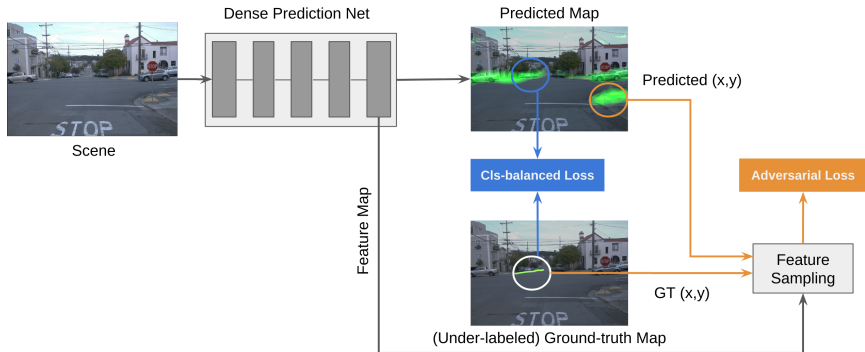 Dense Prediction Net
Predicted Map
STOP
STOP
Scene
STOP
Predicted (x,y)
Cls-balanced Loss
Adversarial Loss
Feature Map
Feature
Sampling
GT (x,y)
STOP
(Under-labeled) Ground-truth Map